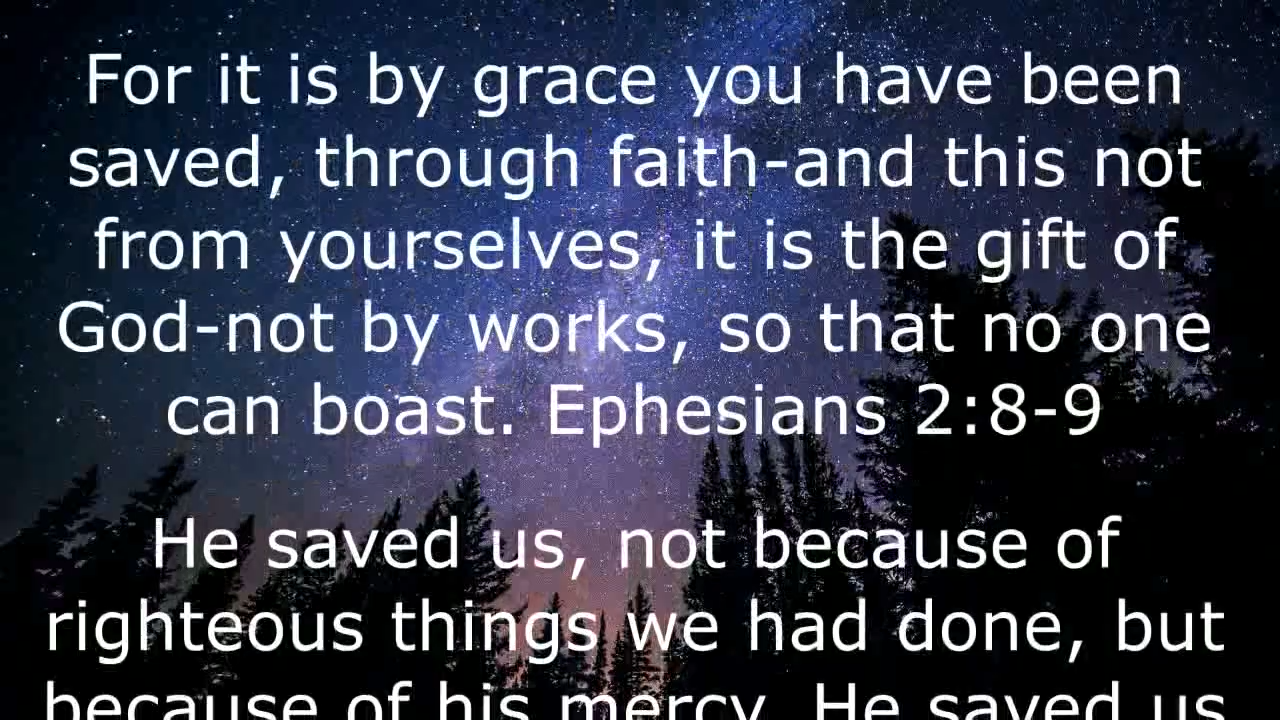 For it is by grace you have been
saved, through faith-and this not
from yourselves, it is the gift of
God-not by works, so that no one
can boast. Ephesians 2:8-9
He saved us, not because of
righteous things we had done, but
because of his mercy. He saved us